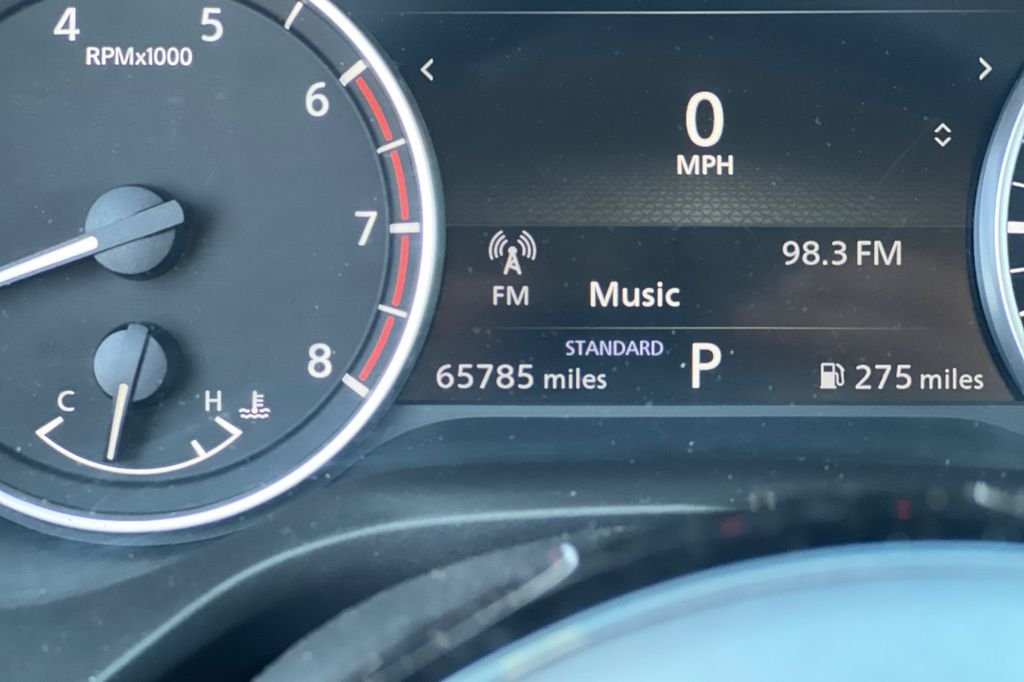 4 5
RPMx1000
6
7
8
C H
0
MPH
98.3 FM
FM Music
STANDARD
65785 miles P 275 miles